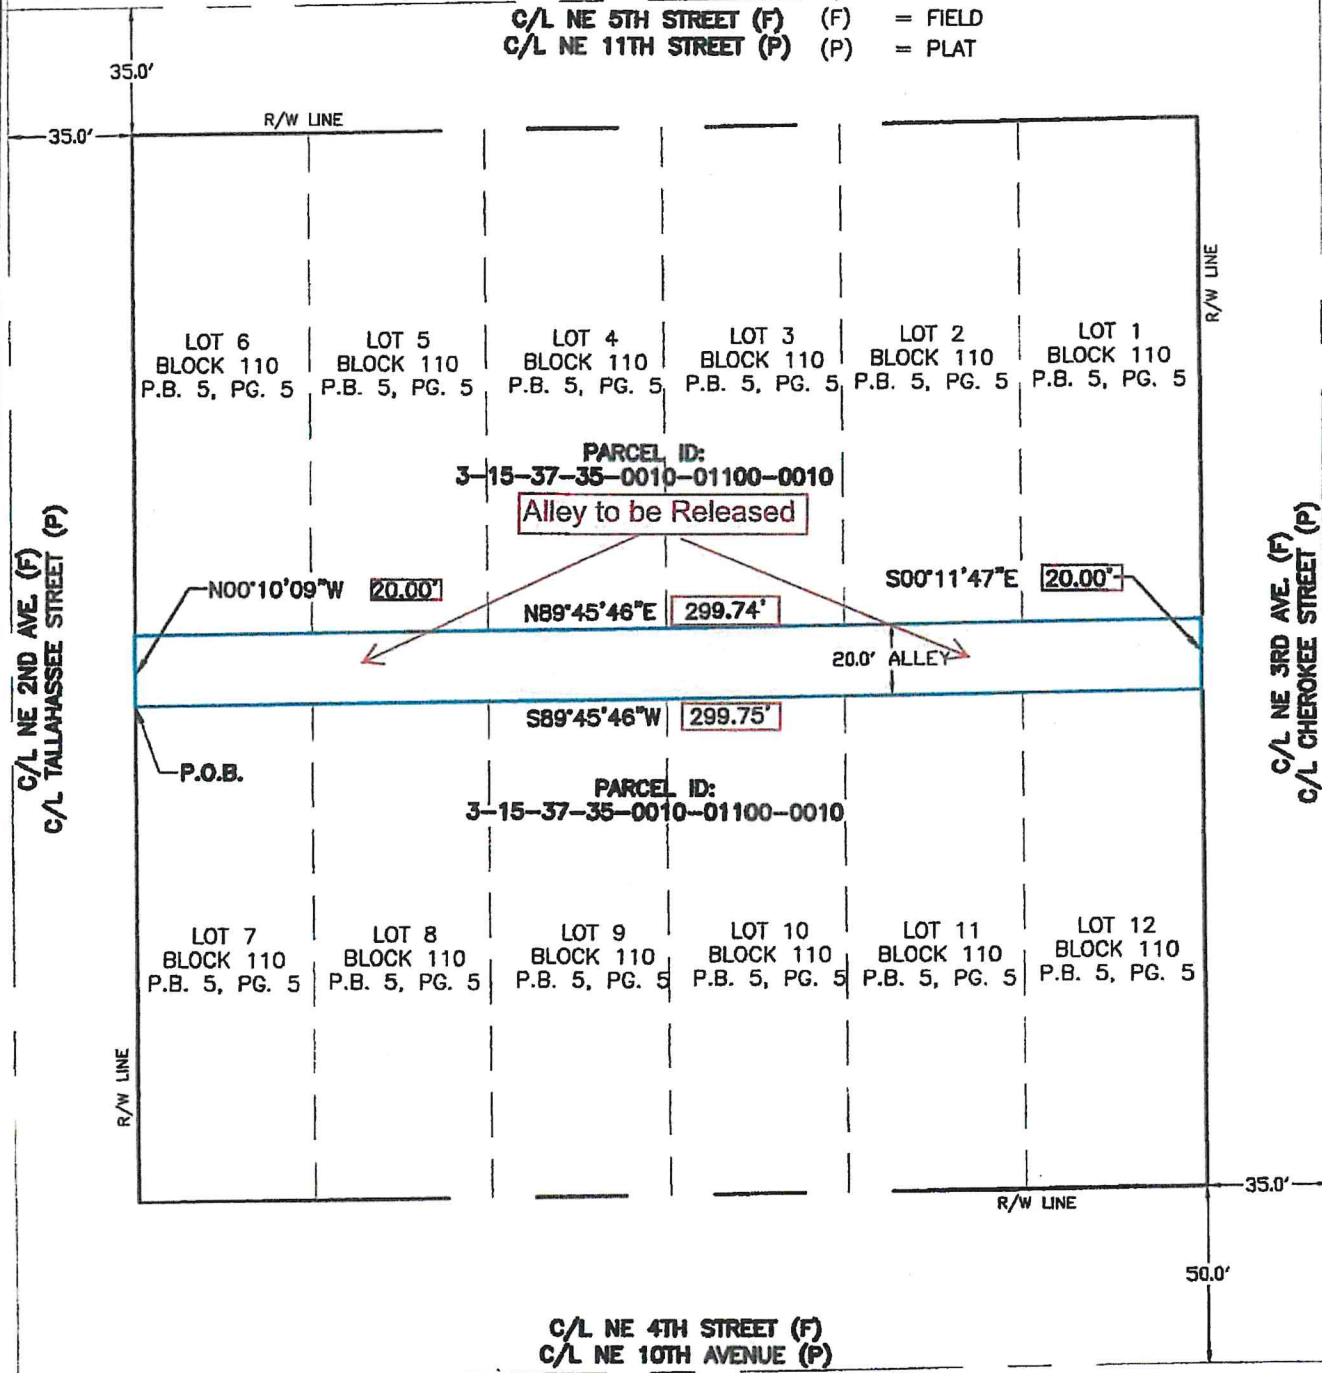 C/L NE 5TH STREET (F) (F) = FIELD
C/L NE 11TH STREET (P) (P) = PLAT
35.0'
35.0'
R/W LINE
R/W LINE
LOT 6
BLOCK 110
P.B. 5, PG. 5
LOT 5
BLOCK 110
P.B. 5, PG. 5
LOT 4
BLOCK 110
P.B. 5, PG. 5
LOT 3
BLOCK 110
P.B. 5, PG. 5
LOT 2
BLOCK 110
P.B. 5, PG. 5
LOT 1
BLOCK 110
P.B. 5, PG. 5
PARCEL ID:
3-15-37-35-0010-01100-0010
Alley to be Released
C/L NE 2ND AVE. (F)
C/L TALLAHASSEE STREET (P)
N00°10'09"W 20.00'
N89°45'46"E 299.74'
S00°11'47"E 20.00'
20.0' ALLEY
S89°45'46"W 299.75'
P.O.B.
C/L NE 3RD AVE. (F)
C/L CHEROKEE STREET (P)
PARCEL ID:
3-15-37-35-0010-01100-0010
LOT 7
BLOCK 110
P.B. 5, PG. 5
LOT 8
BLOCK 110
P.B. 5, PG. 5
LOT 9
BLOCK 110
P.B. 5, PG. 5
LOT 10
BLOCK 110
P.B. 5, PG. 5
LOT 11
BLOCK 110
P.B. 5, PG. 5
LOT 12
BLOCK 110
P.B. 5, PG. 5
R/W LINE
R/W LINE
35.0'
50.0'
C/L NE 4TH STREET (F)
C/L NE 10TH AVENUE (P)